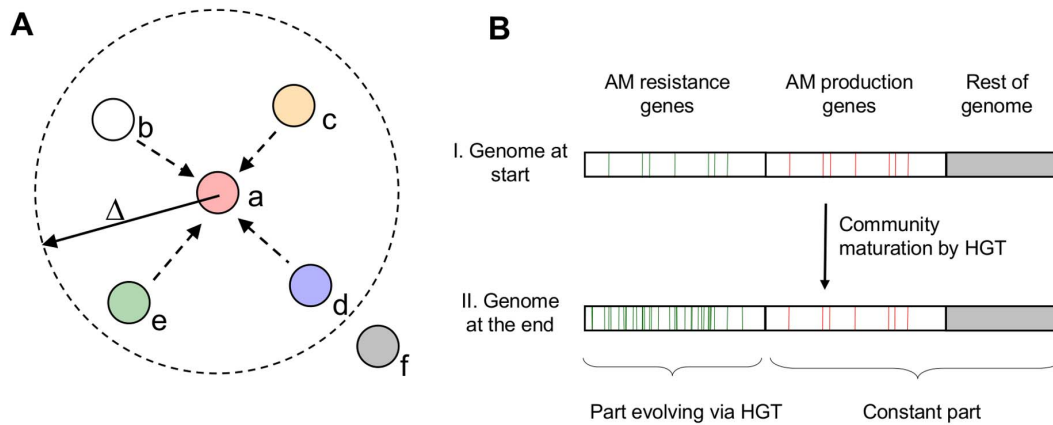 A
b
c
a
Δ
e
d
f
B
AM resistance
genes
AM production
genes
Rest of
genome
I. Genome at
start
Community
maturation by HGT
II. Genome
at the end
Part evolving via HGT
Constant part